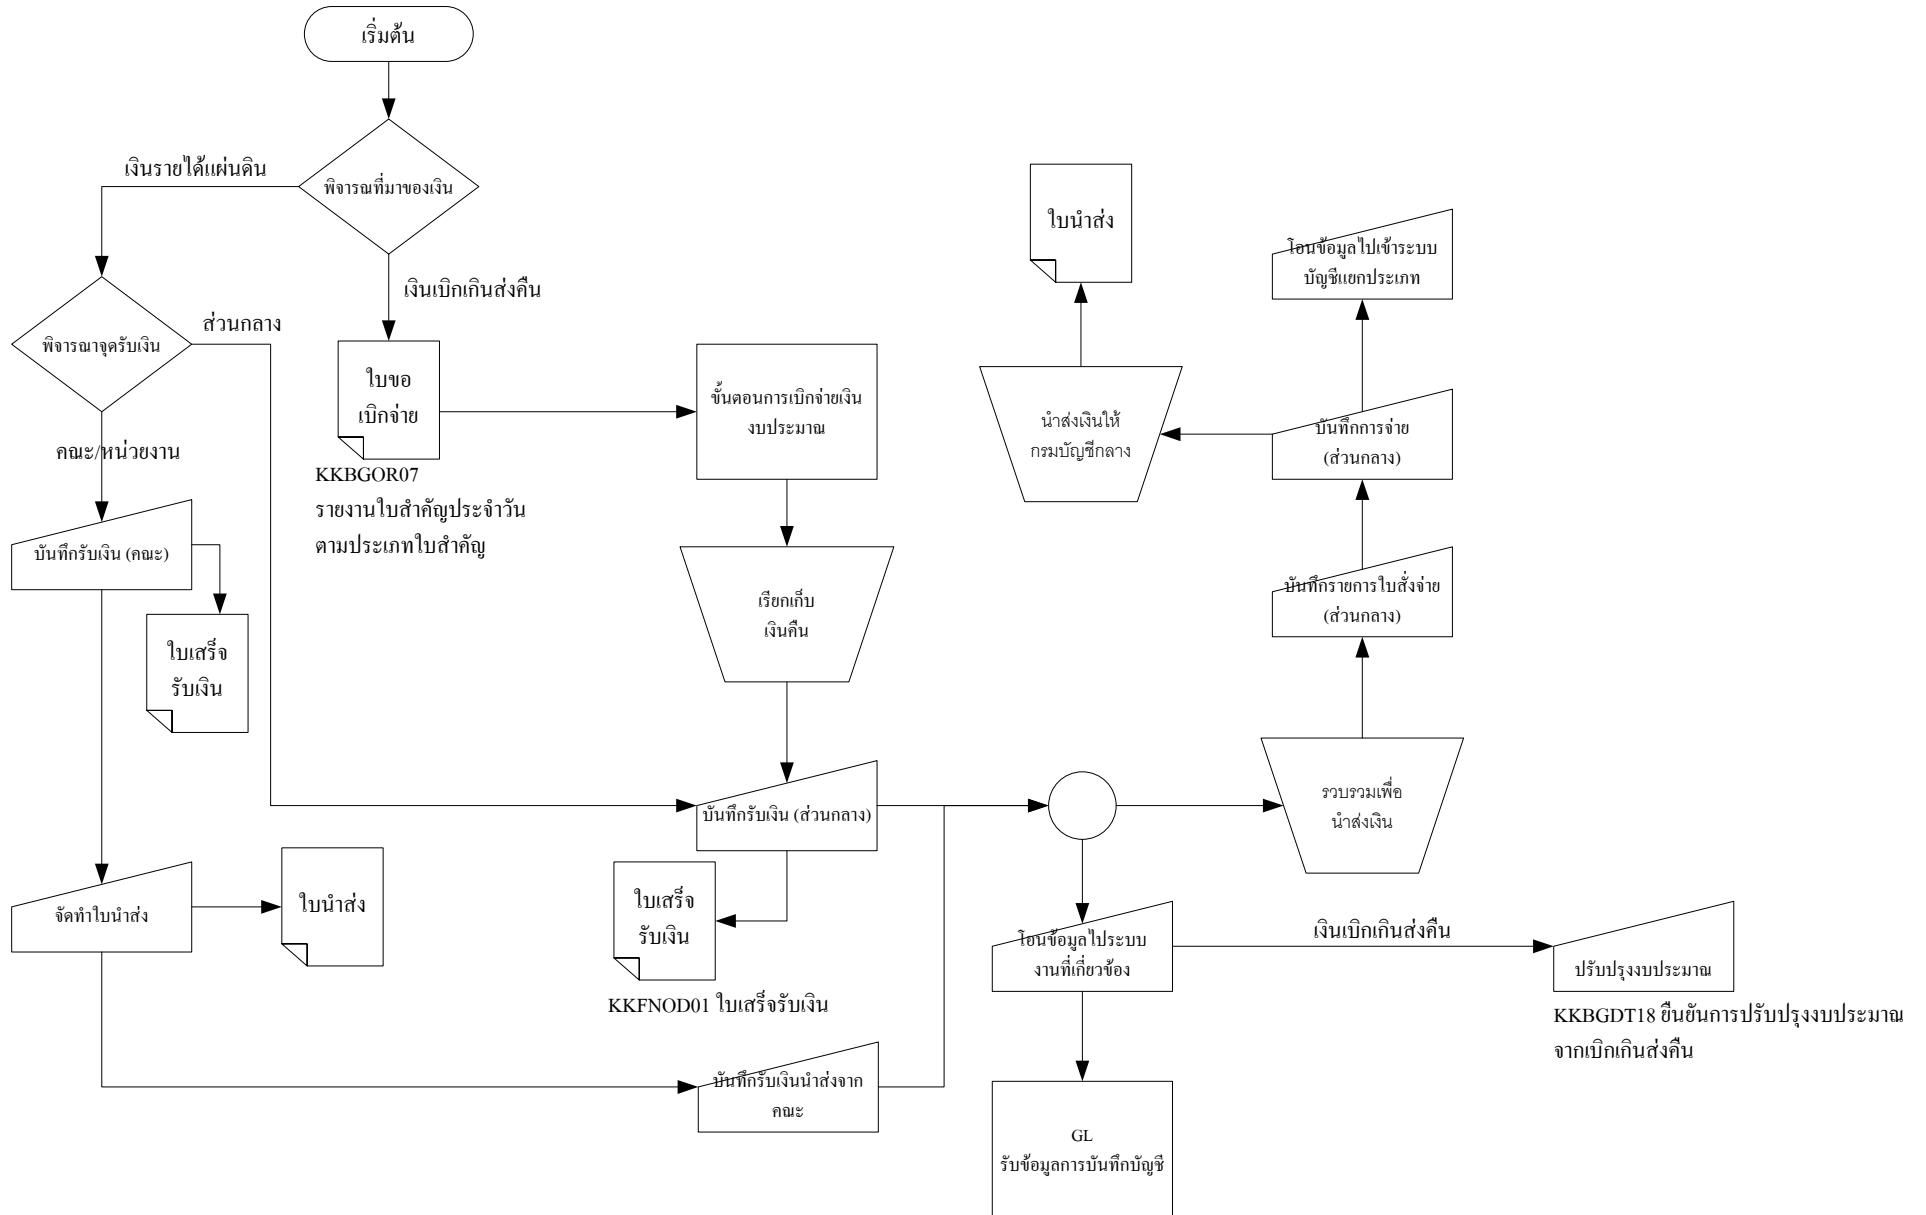 เริ่มต้น
เงินรายได้แผ่นดิน
พิจารณที่มาของเงิน
เงินเบิกเกินส่งคืน
ส่วนกลาง
พิจารณาจุดรับเงิน
คณะ/หน่วยงาน
ใบขอ
เบิกจ่าย
KKBGOR07
รายงานใบสำคัญประจำวัน
ตามประเภทใบสำคัญ
ขั้นตอนการเบิกจ่ายเงิน
งบประมาณ
บันทึกรับเงิน (คณะ)
ใบเสร็จ
รับเงิน
เรียกเก็บ
เงินคืน
บันทึกรับเงิน (ส่วนกลาง)
จัดทำใบนำส่ง
ใบนำส่ง
ใบเสร็จ
รับเงิน
KKFNOD01 ใบเสร็จรับเงิน
บันทึกรับเงินนำส่งจาก
คณะ
ใบนำส่ง
นำส่งเงินให้
กรมบัญชีกลาง
โอนข้อมูลไปเข้าระบบ
บัญชีแยกประเภท
บันทึกการจ่าย
(ส่วนกลาง)
บันทึกรายการใบสั่งจ่าย
(ส่วนกลาง)
รวบรวมเพื่อ
นำส่งเงิน
โอนข้อมูลไประบบ
งานที่เกี่ยวข้อง
เงินเบิกเกินส่งคืน
ปรับปรุงงบประมาณ
KKBGDT18 ยืนยันการปรับปรุงงบประมาณ
จากเบิกเกินส่งคืน
GL
รับข้อมูลการบันทึกบัญชี